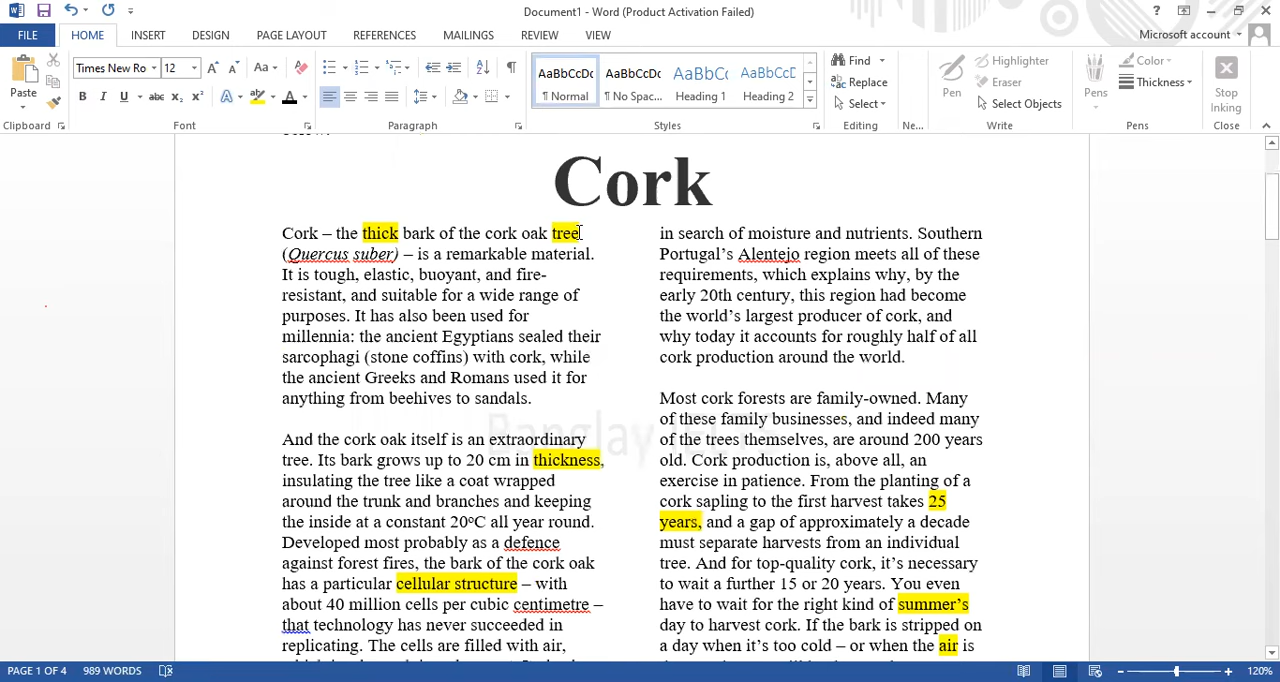 Document1 - Word (Product Activation Failed)
FILE HOME INSERT DESIGN PAGE LAYOUT REFERENCES MAILINGS REVIEW VIEW Microsoft account
Times New Ro 12 Aa AaBbCcDc AaBbCcDc AaBbCc AaBbCcD Find Highlighter Color
Replace Eraser Thickness
Paste B I U abc x₂ x² A A ¶ Normal ¶ No Spac... Heading 1 Heading 2 Select Pen Select Objects Pens Stop Inking
Clipboard Font Paragraph Styles Editing Ne... Write Pens Close
Cork
Cork – the thick bark of the cork oak tree
(Quercus suber) – is a remarkable material.
It is tough, elastic, buoyant, and fire-
resistant, and suitable for a wide range of
purposes. It has also been used for
millennia: the ancient Egyptians sealed their
sarcophagi (stone coffins) with cork, while
the ancient Greeks and Romans used it for
anything from beehives to sandals.
And the cork oak itself is an extraordinary
tree. Its bark grows up to 20 cm in thickness,
insulating the tree like a coat wrapped
around the trunk and branches and keeping
the inside at a constant 20°C all year round.
Developed most probably as a defence
against forest fires, the bark of the cork oak
has a particular cellular structure – with
about 40 million cells per cubic centimetre –
that technology has never succeeded in
replicating. The cells are filled with air,
in search of moisture and nutrients. Southern
Portugal’s Alentejo region meets all of these
requirements, which explains why, by the
early 20th century, this region had become
the world’s largest producer of cork, and
why today it accounts for roughly half of all
cork production around the world.
Most cork forests are family-owned. Many
of these family businesses, and indeed many
of the trees themselves, are around 200 years
old. Cork production is, above all, an
exercise in patience. From the planting of a
cork sapling to the first harvest takes 25
years, and a gap of approximately a decade
must separate harvests from an individual
tree. And for top-quality cork, it’s necessary
to wait a further 15 or 20 years. You even
have to wait for the right kind of summer’s
day to harvest cork. If the bark is stripped on
a day when it’s too cold – or when the air is
Banglay IELTS
PAGE 1 OF 4 989 WORDS 120%